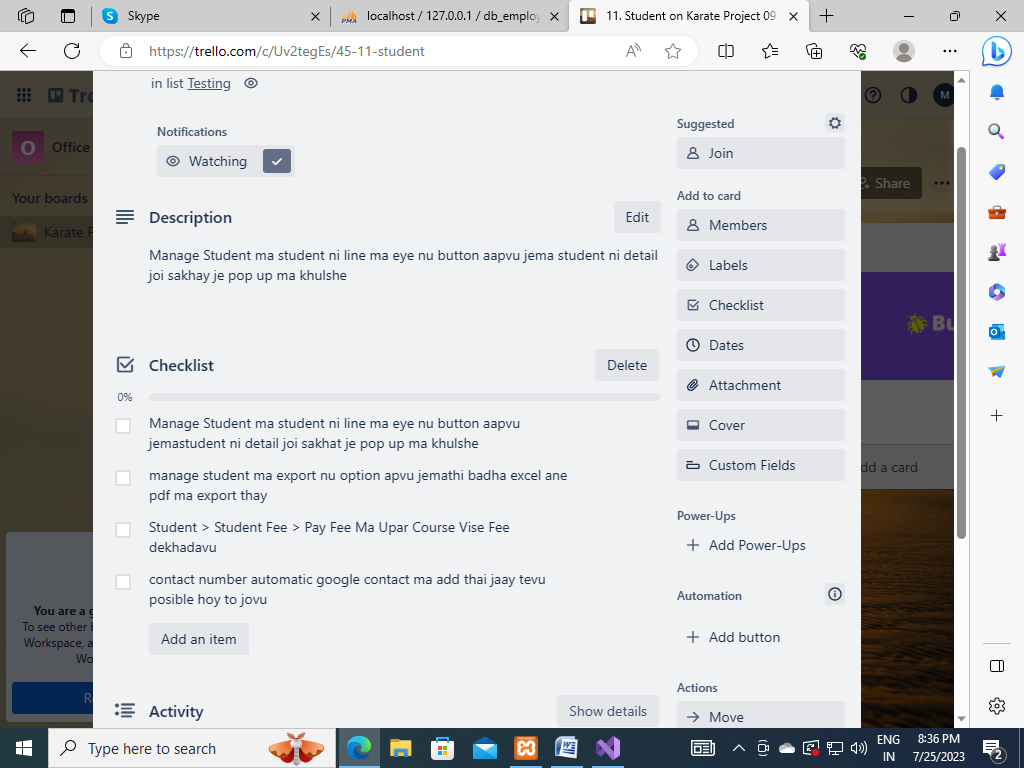 Skype
localhost / 127.0.0.1 / db_employ
11. Student on Karate Project 09
https://trello.com/c/Uv2tegEs/45-11-student
in list Testing
Notifications
Watching
Description
Edit
Manage Student ma student ni line ma eye nu button aapvu jema student ni detail
joi sakhay je pop up ma khulshe
Checklist
Delete
0%
Manage Student ma student ni line ma eye nu button aapvu
jemastudent ni detail joi sakhat je pop up ma khulshe
manage student ma export nu option apvu jemathi badha excel ane
pdf ma export thay
Student > Student Fee > Pay Fee Ma Upar Course Vise Fee
dekhadavu
contact number automatic google contact ma add thai jaay tevu
posible hoy to jovu
Add an item
Activity
Show details
Suggested
Join
Add to card
Members
Labels
Checklist
Dates
Attachment
Cover
Custom Fields
Power-Ups
Add Power-Ups
Automation
Add button
Actions
Move
Tre
O Office
Your boards
Karate P
You are a g
To see other
Workspace, a
Wo
M
Share
Bu
dd a card
Type here to search
ENG
IN
8:36 PM
7/25/2023
2